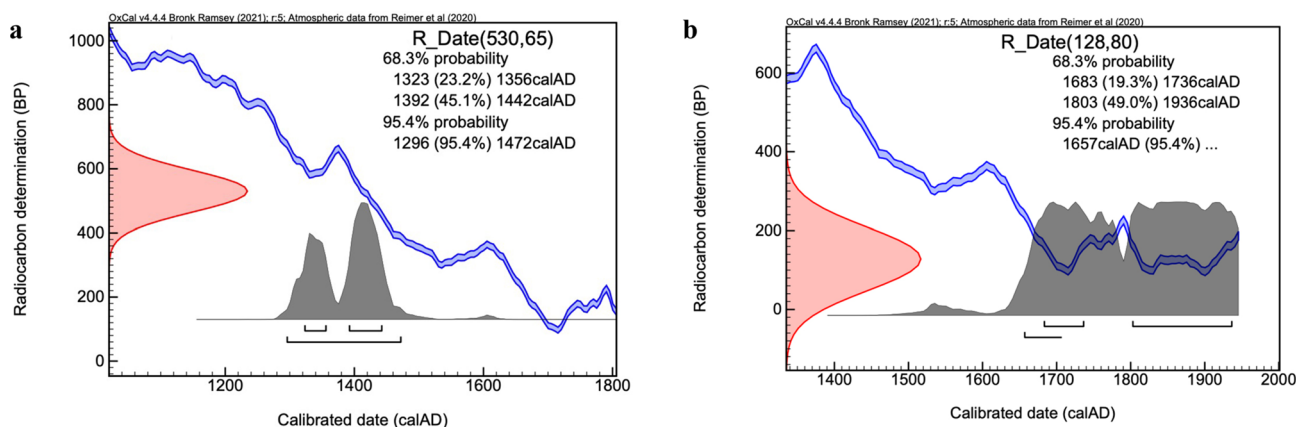 a
OxCal v4.4.4 Bronk Ramsey (2021); r:5; Atmospheric data from Reimer et al (2020)
R_Date(530,65)
68.3% probability
1323 (23.2%) 1356calAD
1392 (45.1%) 1442calAD
95.4% probability
1296 (95.4%) 1472calAD
Radiocarbon determination (BP)
1000
800
600
400
200
0
1200
1400
1600
1800
Calibrated date (calAD)
b
OxCal v4.4.4 Bronk Ramsey (2021); r:5; Atmospheric data from Reimer et al (2020)
R_Date(128,80)
68.3% probability
1683 (19.3%) 1736calAD
1803 (49.0%) 1936calAD
95.4% probability
1657calAD (95.4%) ...
Radiocarbon determination (BP)
600
400
200
0
1400
1500
1600
1700
1800
1900
2000
Calibrated date (calAD)